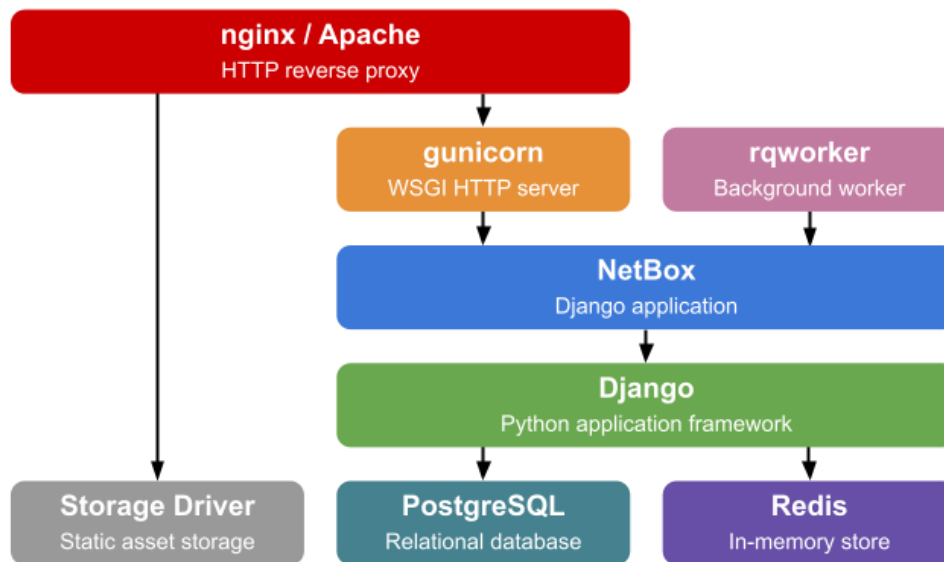 nginx / Apache
HTTP reverse proxy
gunicorn
WSGI HTTP server
rqworker
Background worker
NetBox
Django application
Django
Python application framework
Storage Driver
Static asset storage
PostgreSQL
Relational database
Redis
In-memory store